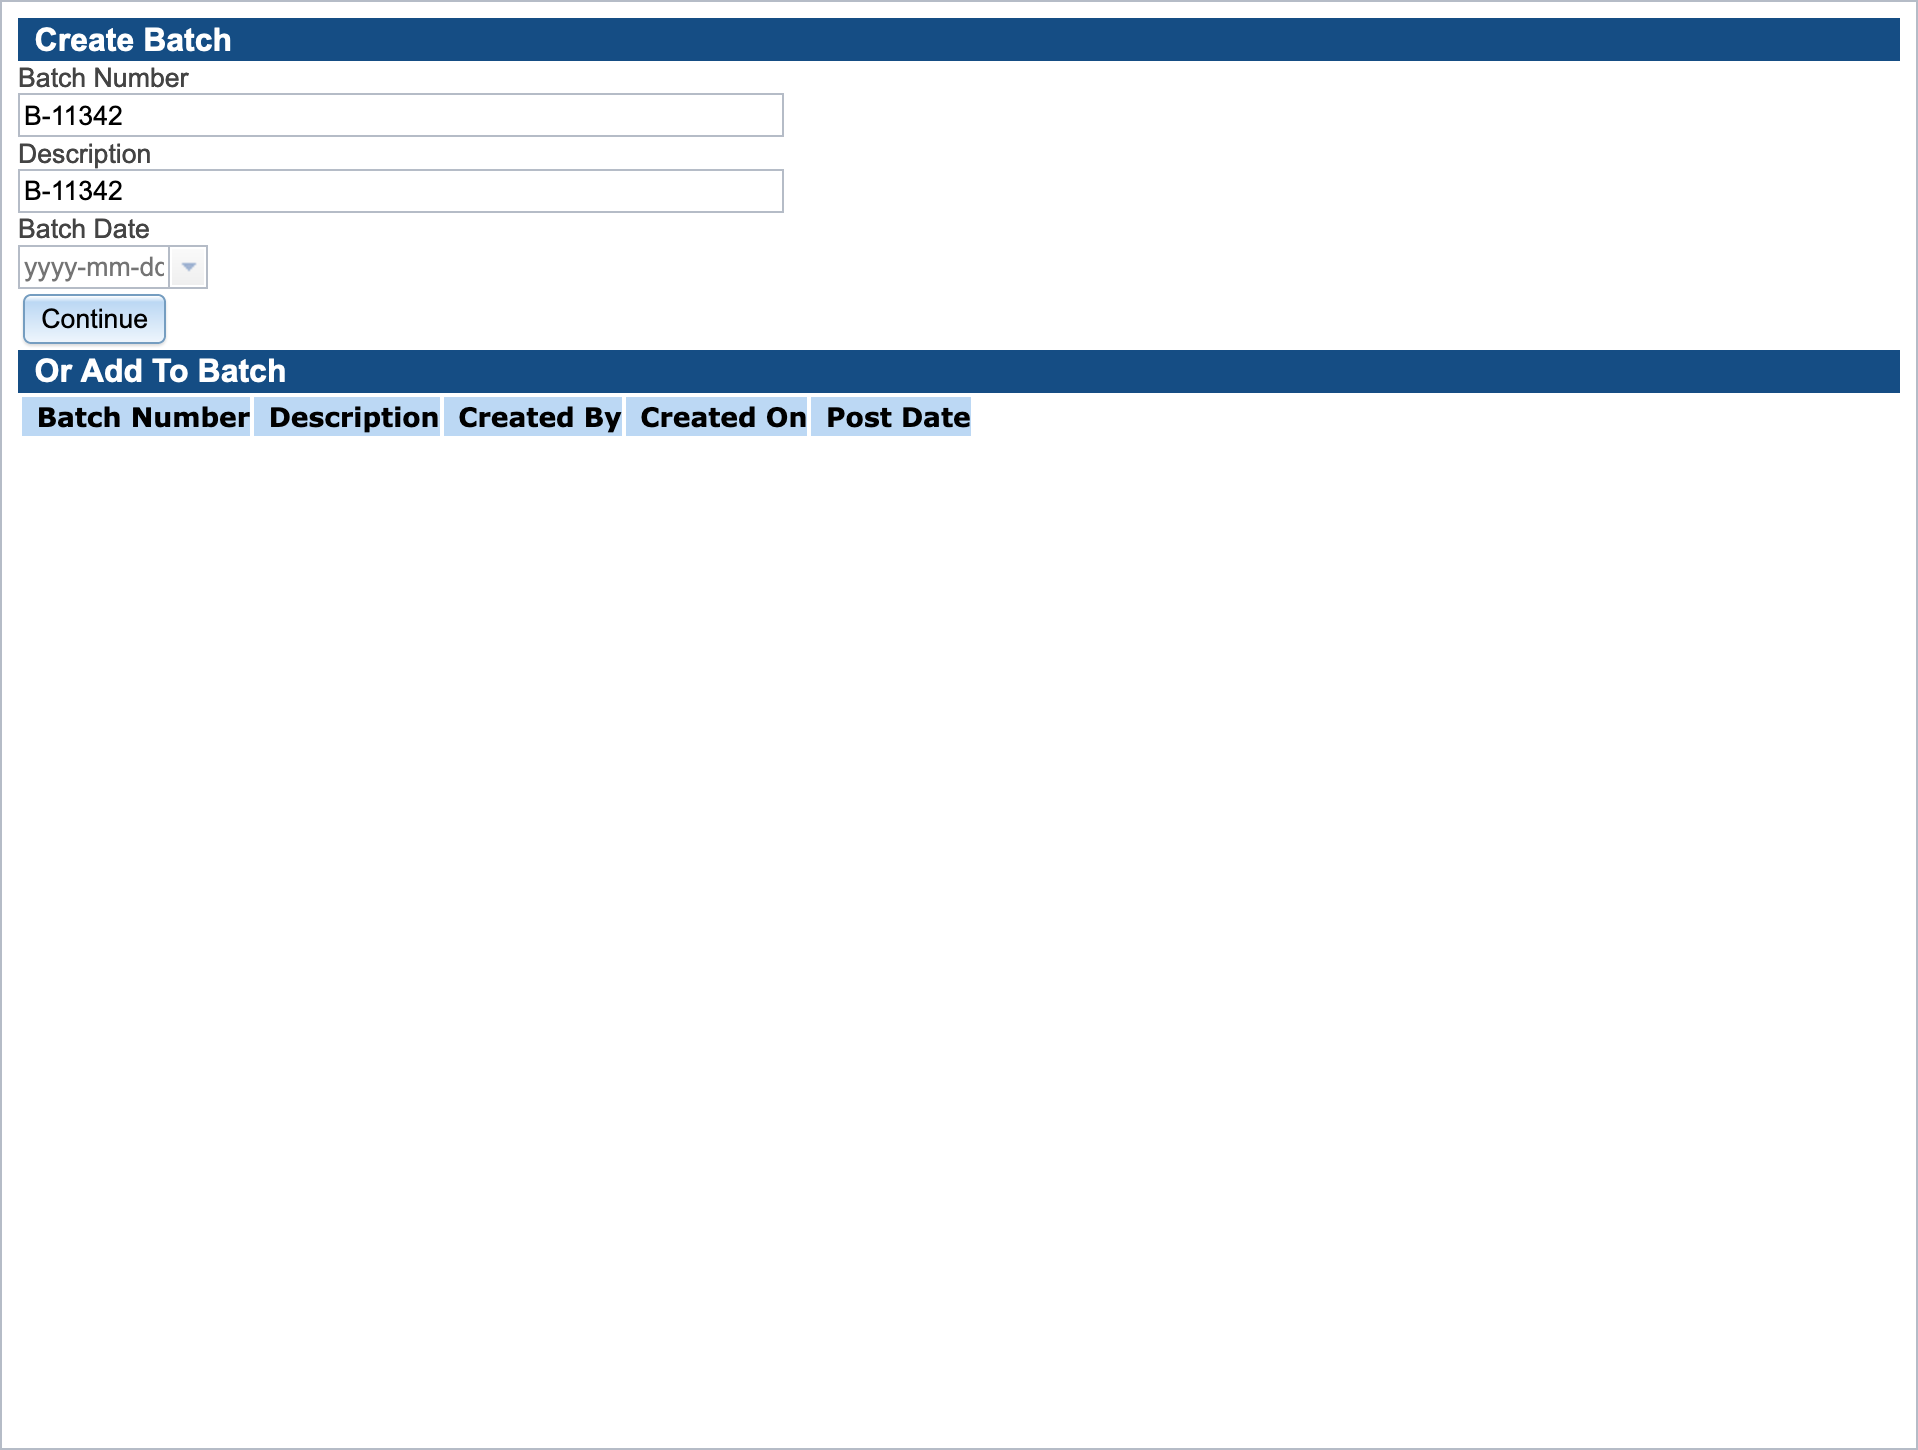 Create Batch
Batch Number
B-11342
Description
B-11342
Batch Date
yyyy-mm-dd
Continue
Or Add To Batch
Batch Number Description Created By Created On Post Date